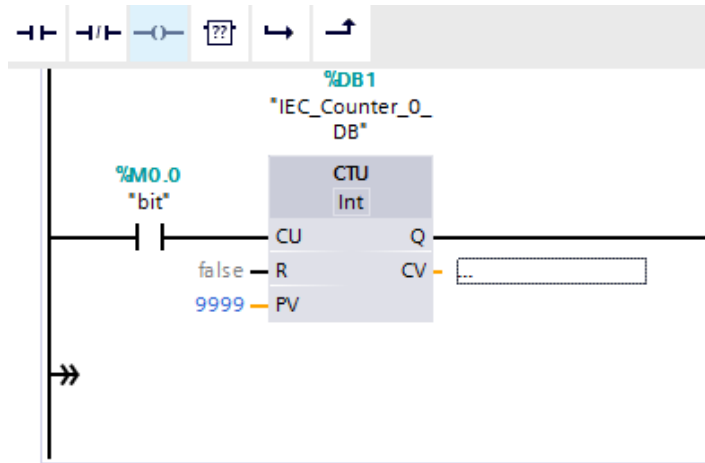 ??
%DB1
"IEC_Counter_0_
DB"
%M0.0
"bit"
CTU
Int
CU Q
false R CV ...
9999 PV